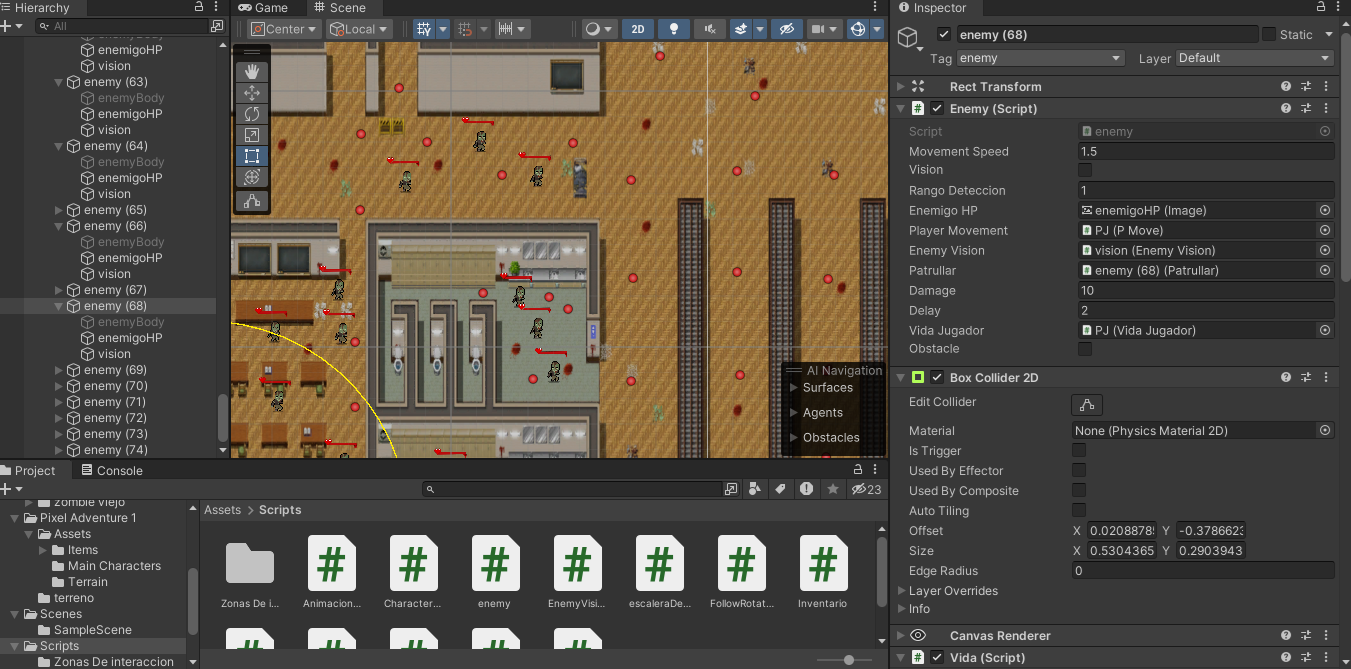 Hierarchy
All
enemigoHP
vision
enemy (63)
enemyBody
enemigoHP
vision
enemy (64)
enemyBody
enemigoHP
vision
enemy (65)
enemy (66)
enemyBody
enemigoHP
vision
enemy (67)
enemy (68)
enemyBody
enemigoHP
vision
enemy (69)
enemy (70)
enemy (71)
enemy (72)
enemy (73)
enemy (74)
Game Scene
Center Local 2D
AI Navigation
Surfaces
Agents
Obstacles
Project Console
23
zombie viejo
Pixel Adventure 1
Assets
Items
Main Characters
Terrain
terreno
Scenes
SampleScene
Scripts
Zonas De interaccion
Assets > Scripts
Zonas De i...
Animacion...
Character...
enemy
EnemyVisi...
escaleraDe...
FollowRotat...
Inventario
Inspector
enemy (68) Static
Tag enemy Layer Default
Rect Transform
Enemy (Script)
Script enemy
Movement Speed 1.5
Vision
Rango Deteccion 1
Enemigo HP enemigoHP (Image)
Player Movement PJ (P Move)
Enemy Vision vision (Enemy Vision)
Patrullar enemy (68) (Patrullar)
Damage 10
Delay 2
Vida Jugador PJ (Vida Jugador)
Obstacle
Box Collider 2D
Edit Collider
Material None (Physics Material 2D)
Is Trigger
Used By Effector
Used By Composite
Auto Tiling
Offset X 0.0208878 Y -0.378662
Size X 0.5304365 Y 0.2903943
Edge Radius 0
Layer Overrides
Info
Canvas Renderer
Vida (Script)